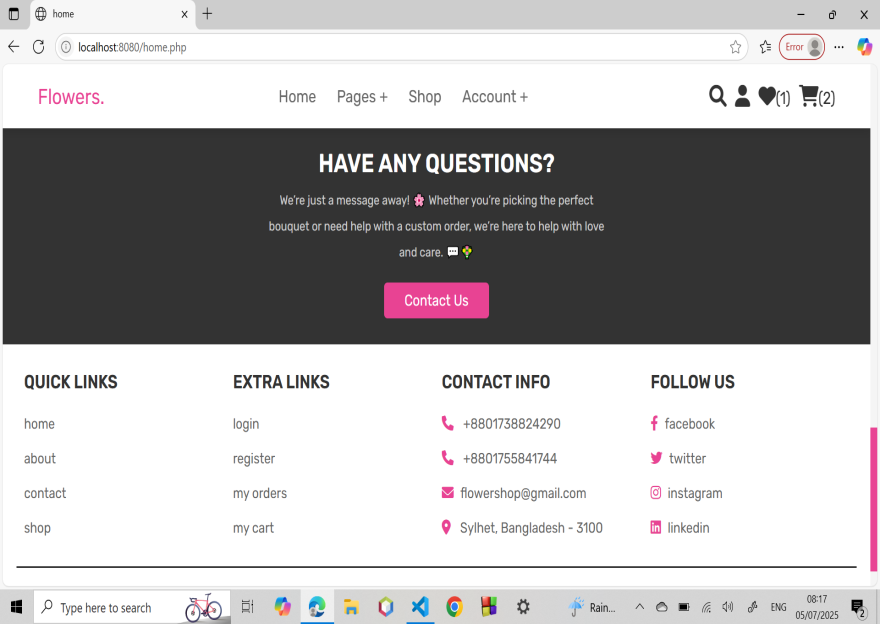 home
localhost:8080/home.php
Error
Flowers.
Home Pages + Shop Account +
(1) (2)
HAVE ANY QUESTIONS?
We're just a message away! 🌸 Whether you're picking the perfect
bouquet or need help with a custom order, we're here to help with love
and care. 💬 💐
Contact Us
QUICK LINKS
home
about
contact
shop
EXTRA LINKS
login
register
my orders
my cart
CONTACT INFO
+8801738824290
+8801755841744
flowershop@gmail.com
Sylhet, Bangladesh - 3100
FOLLOW US
facebook
twitter
instagram
linkedin
Type here to search
Rain...
ENG
08:17
05/07/2025
2